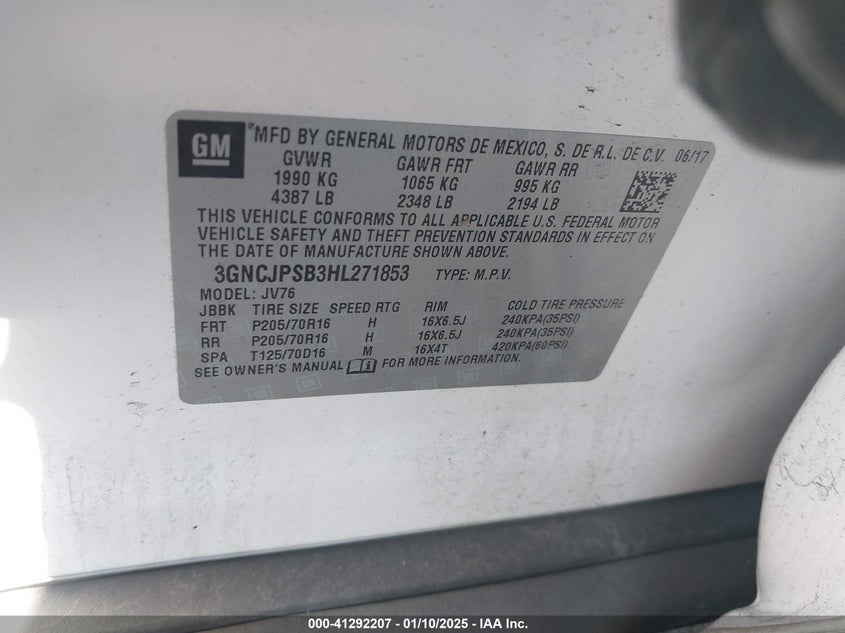 GM
*MFD BY GENERAL MOTORS DE MEXICO, S. DE R.L. DE C.V. 06/17
GVWR GAWR FRT GAWR RR
1990 KG 1065 KG 995 KG
4387 LB 2348 LB 2194 LB
THIS VEHICLE CONFORMS TO ALL APPLICABLE U.S. FEDERAL MOTOR
VEHICLE SAFETY AND THEFT PREVENTION STANDARDS IN EFFECT ON
THE DATE OF MANUFACTURE SHOWN ABOVE.
3GNCJPSB3HL271853 TYPE: M.P.V.
MODEL: JV76
JBBK TIRE SIZE SPEED RTG RIM COLD TIRE PRESSURE
FRT P205/70R16 H 16X6.5J 240KPA(35PSI)
RR P205/70R16 H 16X6.5J 240KPA(35PSI)
SPA T125/70D16 M 16X4T 420KPA(60PSI)
SEE OWNER'S MANUAL FOR MORE INFORMATION.
000-41292207 - 01/10/2025 - IAA Inc.